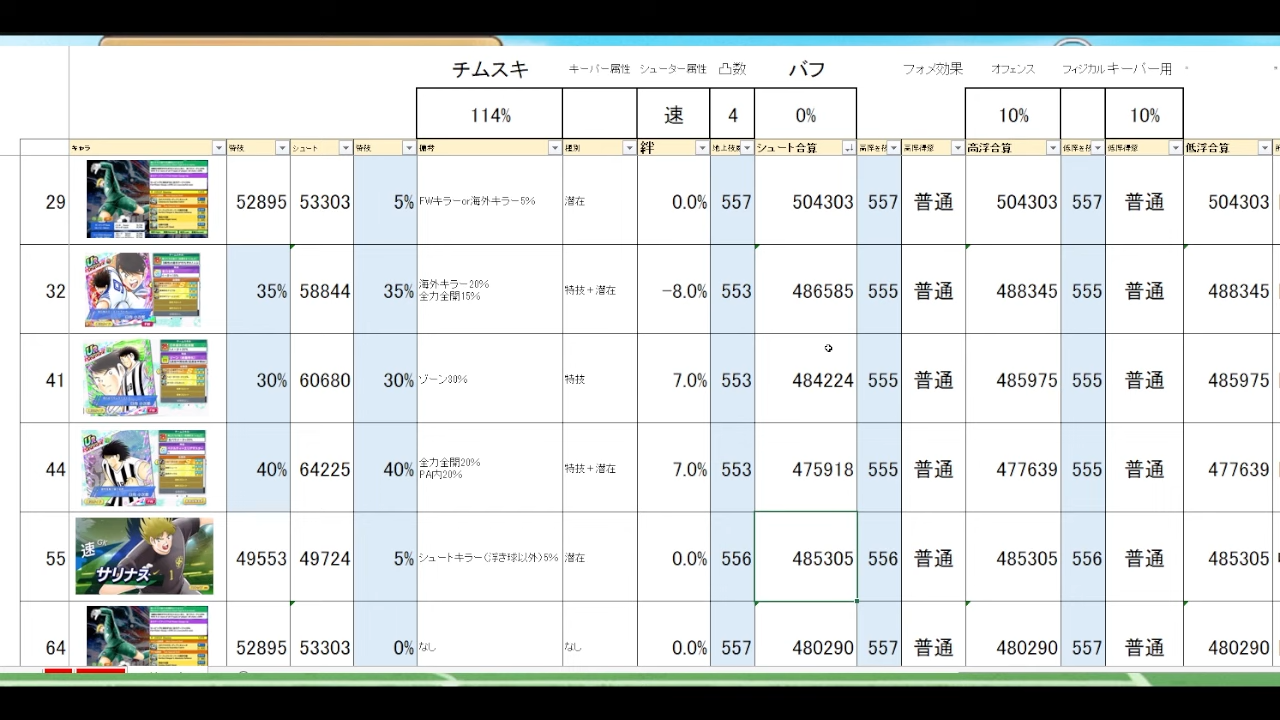 チムスキ キーパー属性 シューター属性 凸数 バフ フォメ効果 オフェンス フィジカル キーパー用
114% 速 4 0% 10% 10%
キャラ 特技 シュート 特技 備考 種別 絆 シュート合算 高浮合算 低浮合算
29 52895 53303 5% FWキラーor海外キラー5% 潜在 0.0% 557 504303 557 普通 504303 557 普通 504303
32 35% 58844 35% 海外キラー20%
全力全開15% 特技+潜在 -8.0% 553 486585 555 普通 488345 555 普通 488345
41 30% 60680 30% ゾーン30% 特技 7.0% 553 484224 555 普通 485975 555 普通 485975
44 40% 64225 40% 全力全開20%
PA内20% 特技+潜在 7.0% 553 475918 555 普通 477639 555 普通 477639
速 GK サリナス
55 49553 49724 5% シュートキラー(浮き球以外)5% 潜在 0.0% 556 485305 556 普通 485305 556 普通 485305
64 52895 53303 0% なし なし 0.0% 557 480290 557 普通 480290 557 普通 480290